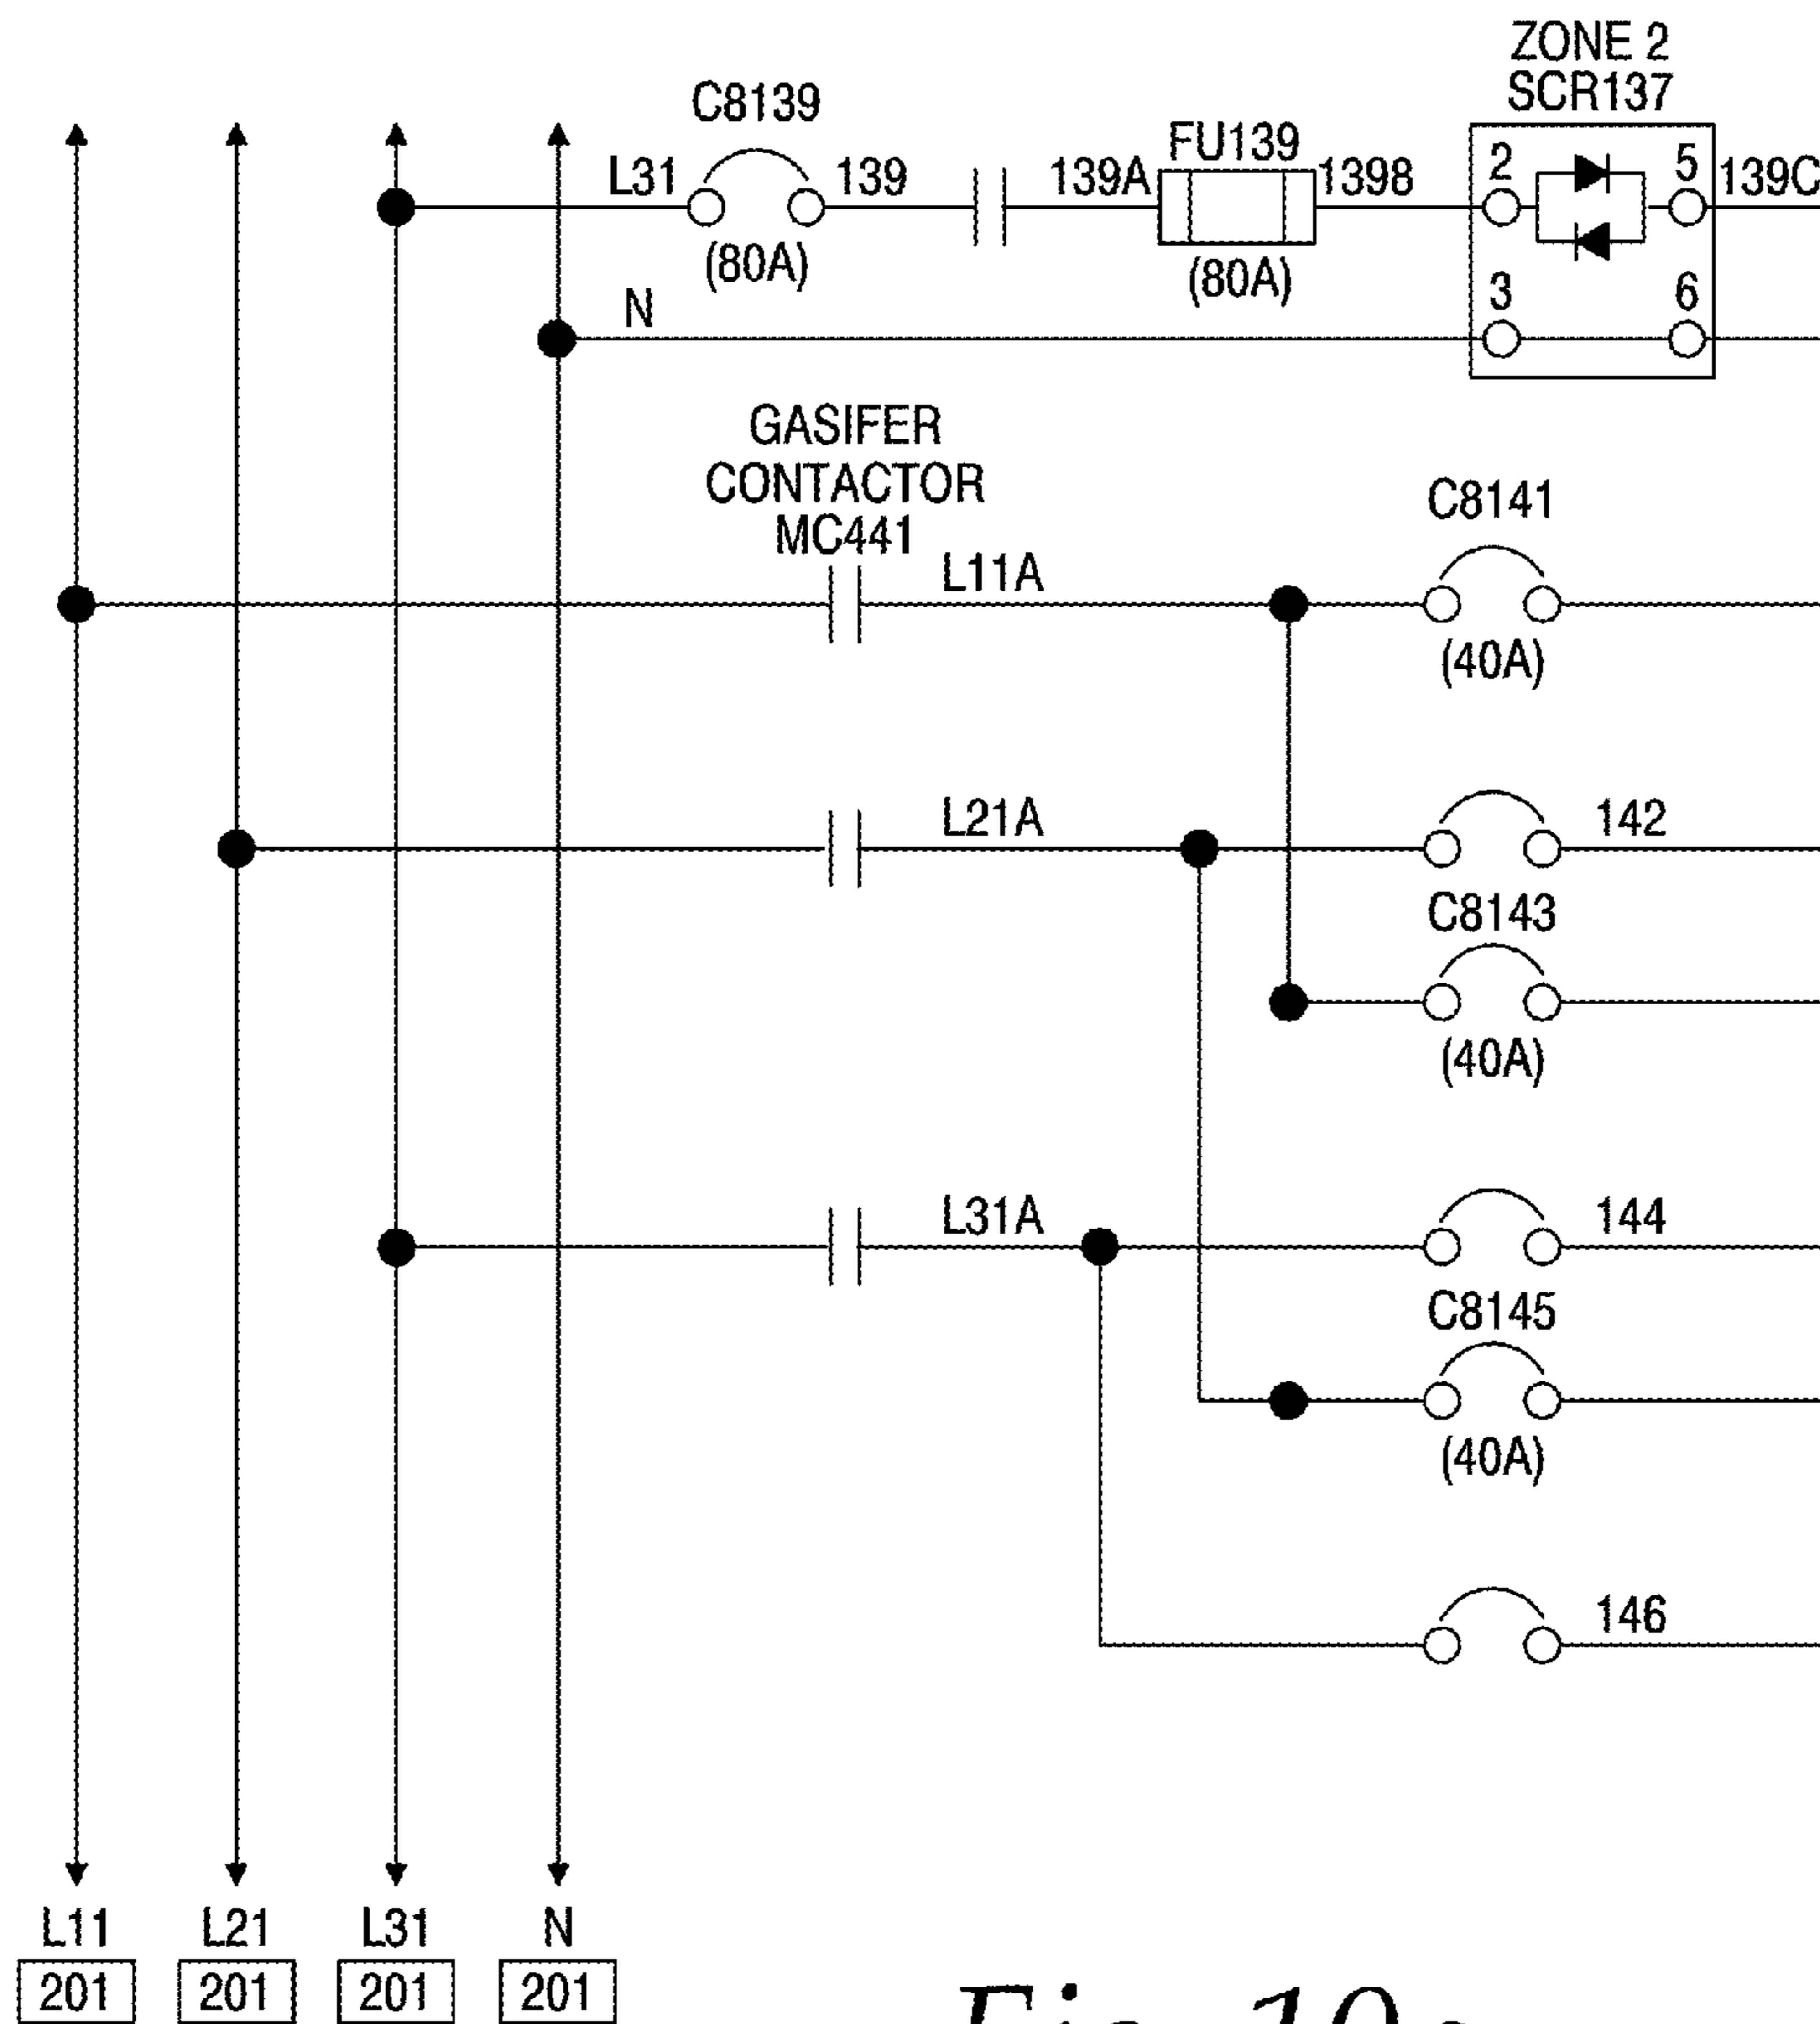 ZONE 2
SCR137
C8139
L31
139
139A
FU139
1398
2
5
139C
(80A)
(80A)
N
3
6
GASIFER
CONTACTOR
MC441
L11A
C8141
(40A)
L21A
142
C8143
(40A)
L31A
144
C8145
(40A)
146
L11
L21
L31
N
201
201
201
201